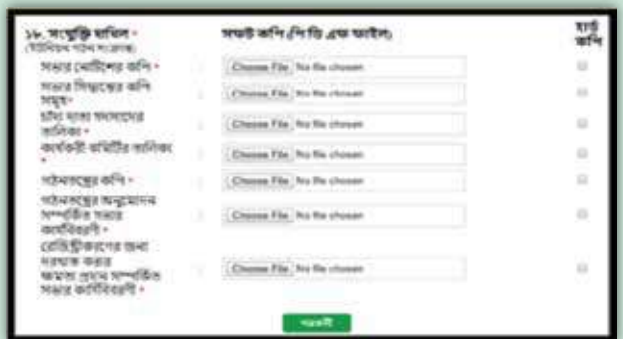 ১৮. সংযুক্তি দাখিল * সফট কপি (পি ডি এফ ফাইল) হার্ড কপি
(ইউনিয়ন গঠন সংক্রান্ত)
সভার নোটিশের কপি * Choose File No file chosen
সভার সিদ্ধান্তের কপি
সমূহ * Choose File No file chosen
চাঁদা দাতা সদস্যদের
তালিকা * Choose File No file chosen
কার্যকরী কমিটির তালিকা
* Choose File No file chosen
গঠনতন্ত্রের কপি * Choose File No file chosen
গঠনতন্ত্রের অনুমোদন
সম্পর্কিত সভার
কার্যবিবরণী * Choose File No file chosen
রেজিস্ট্রীকরণের জন্য
দরখাস্ত করার
ক্ষমতা প্রদান সম্পর্কিত
সভার কার্যবিবরণী * Choose File No file chosen
পরবর্তী